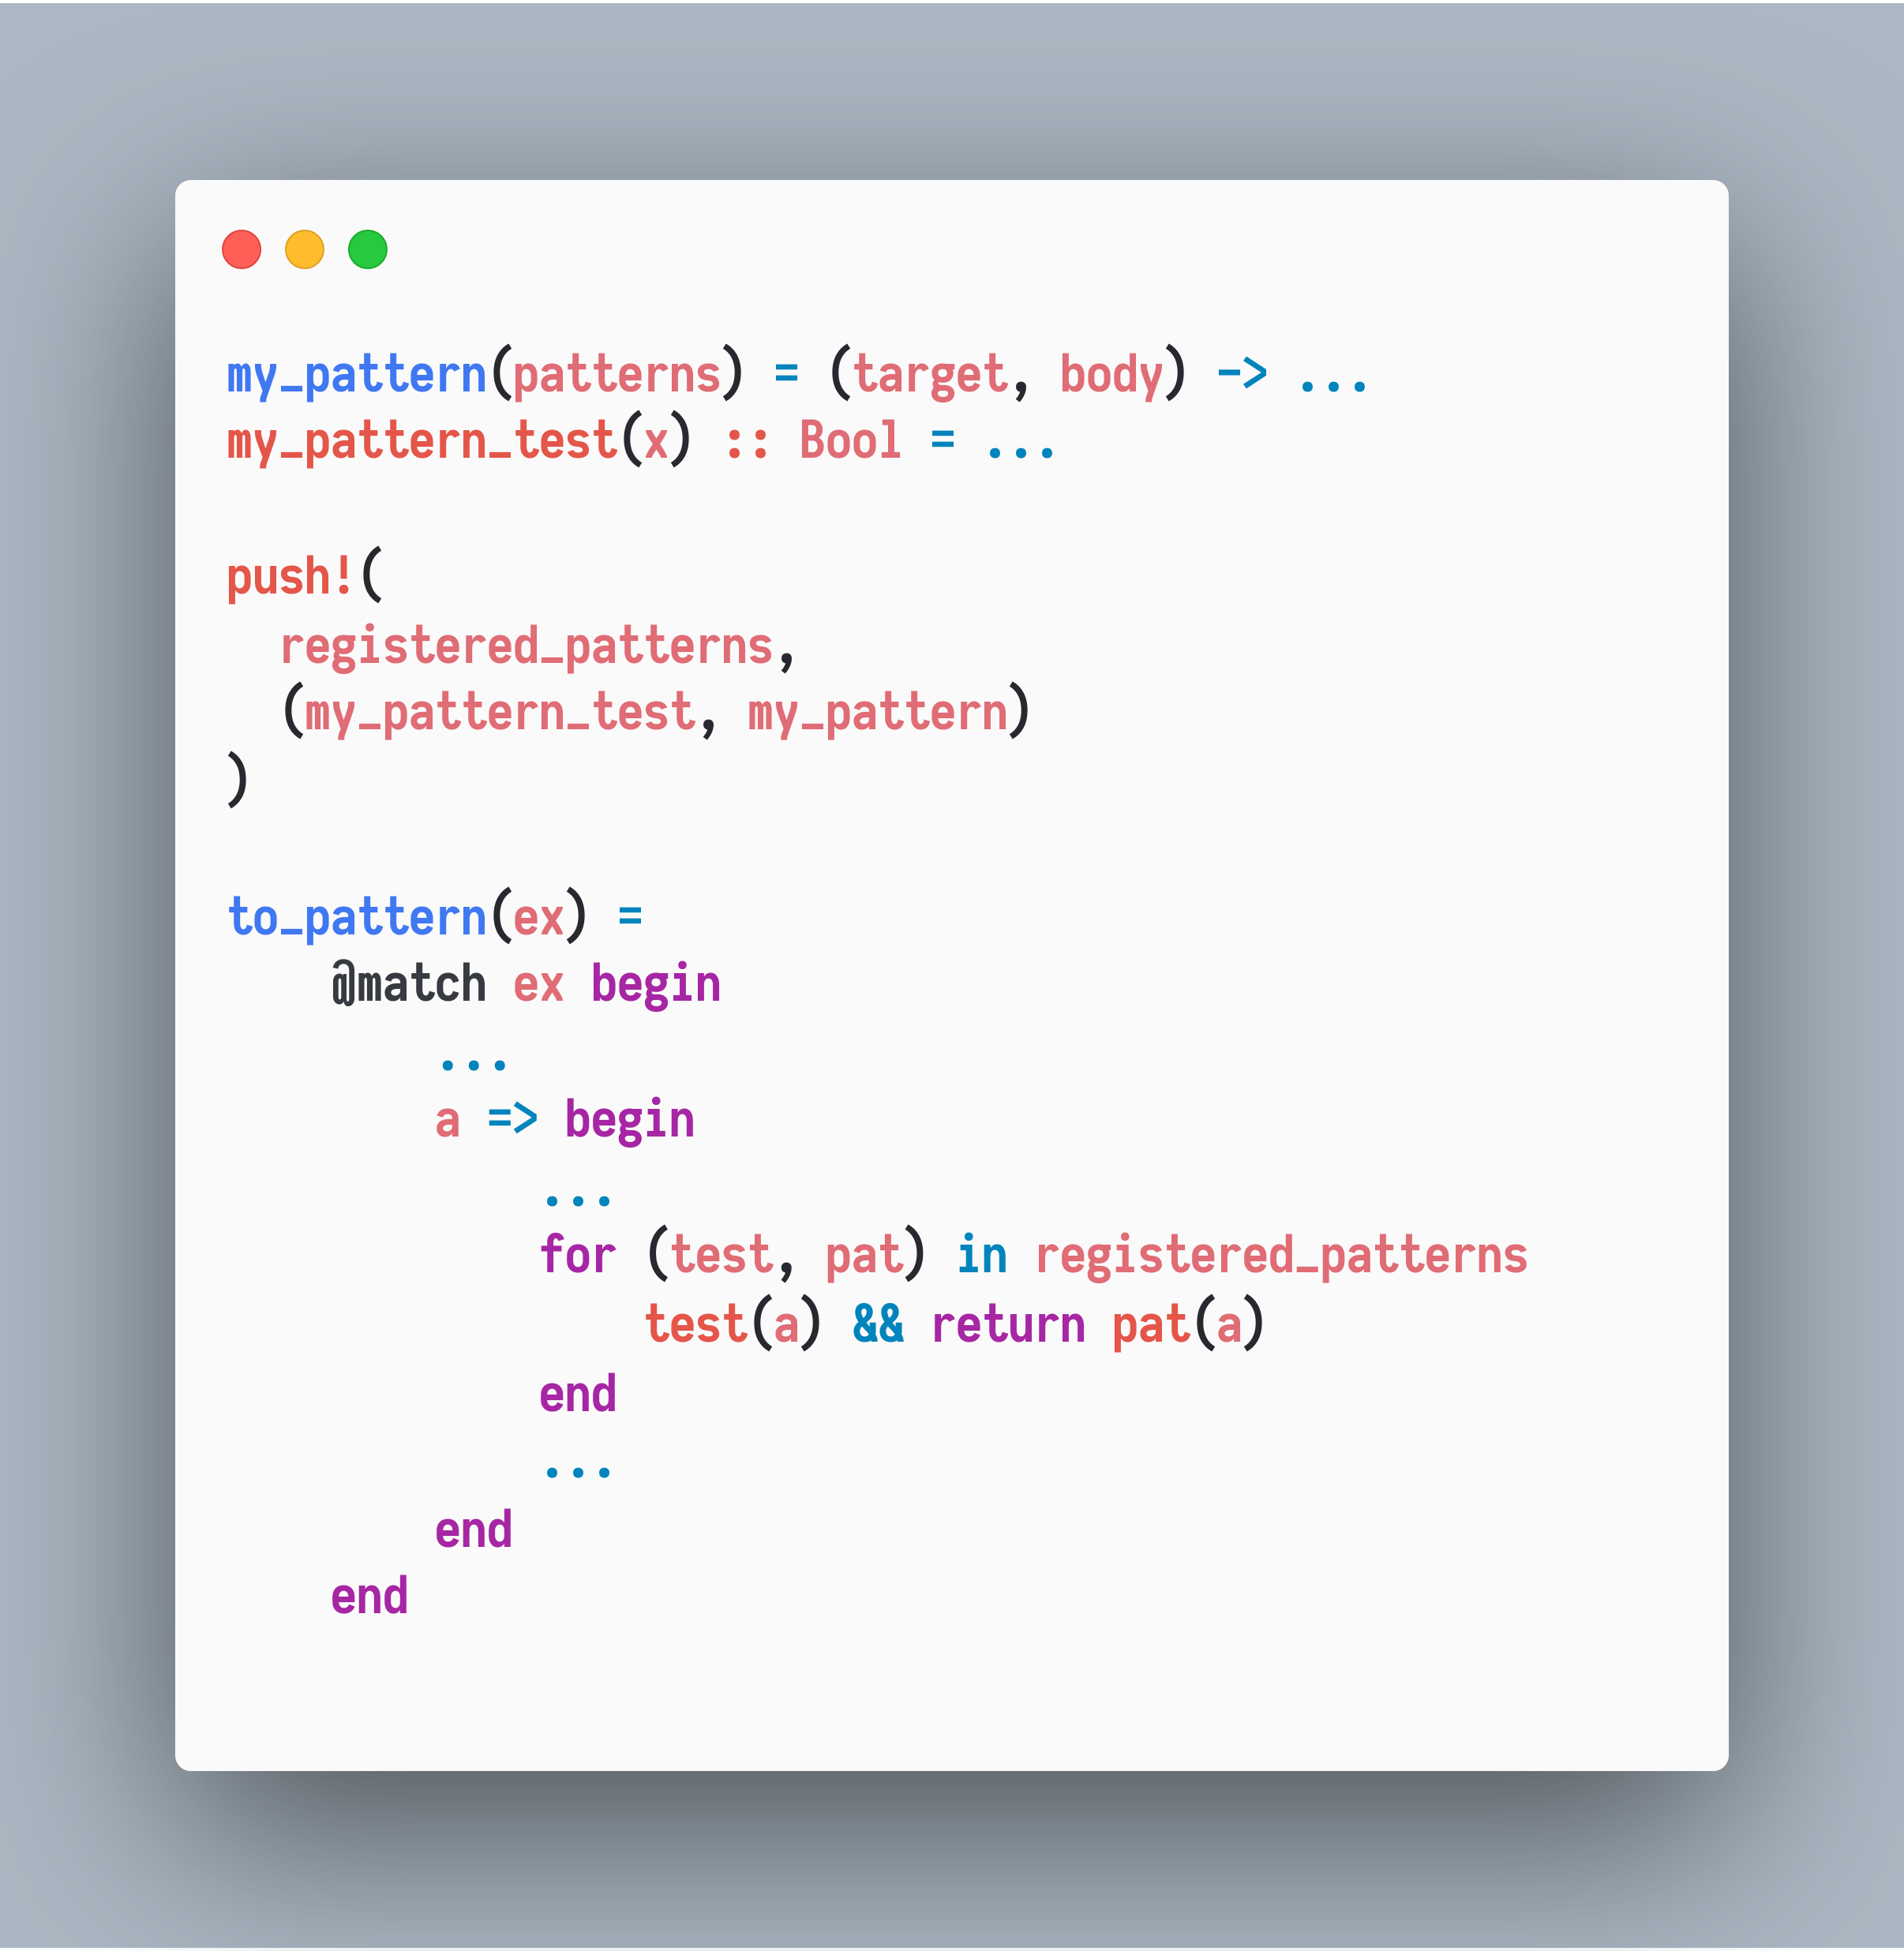 my_pattern(patterns) = (target, body) -> ...
my_pattern_test(x) :: Bool = ...
push!(
  registered_patterns,
  (my_pattern_test, my_pattern)
)
to_pattern(ex) =
    @match ex begin
        ...
        a => begin
            ...
            for (test, pat) in registered_patterns
                test(a) && return pat(a)
            end
            ...
        end
    end